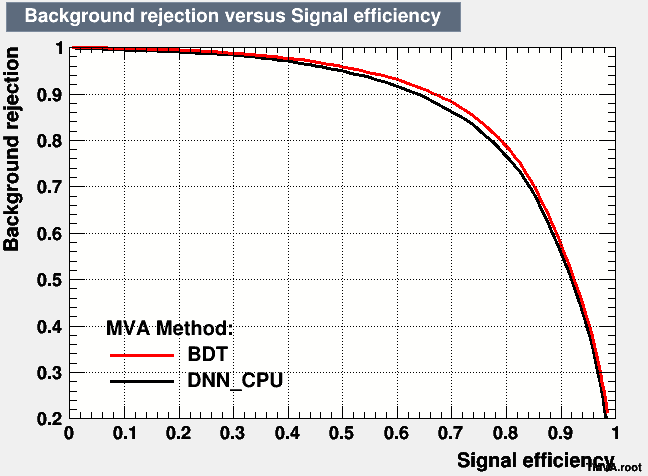 Background rejection versus Signal efficiency
Background rejection
1
0.9
0.8
0.7
0.6
0.5
0.4
0.3
0.2
MVA Method:
BDT
DNN_CPU
0 0.1 0.2 0.3 0.4 0.5 0.6 0.7 0.8 0.9 1
Signal efficiency
TMVA.root